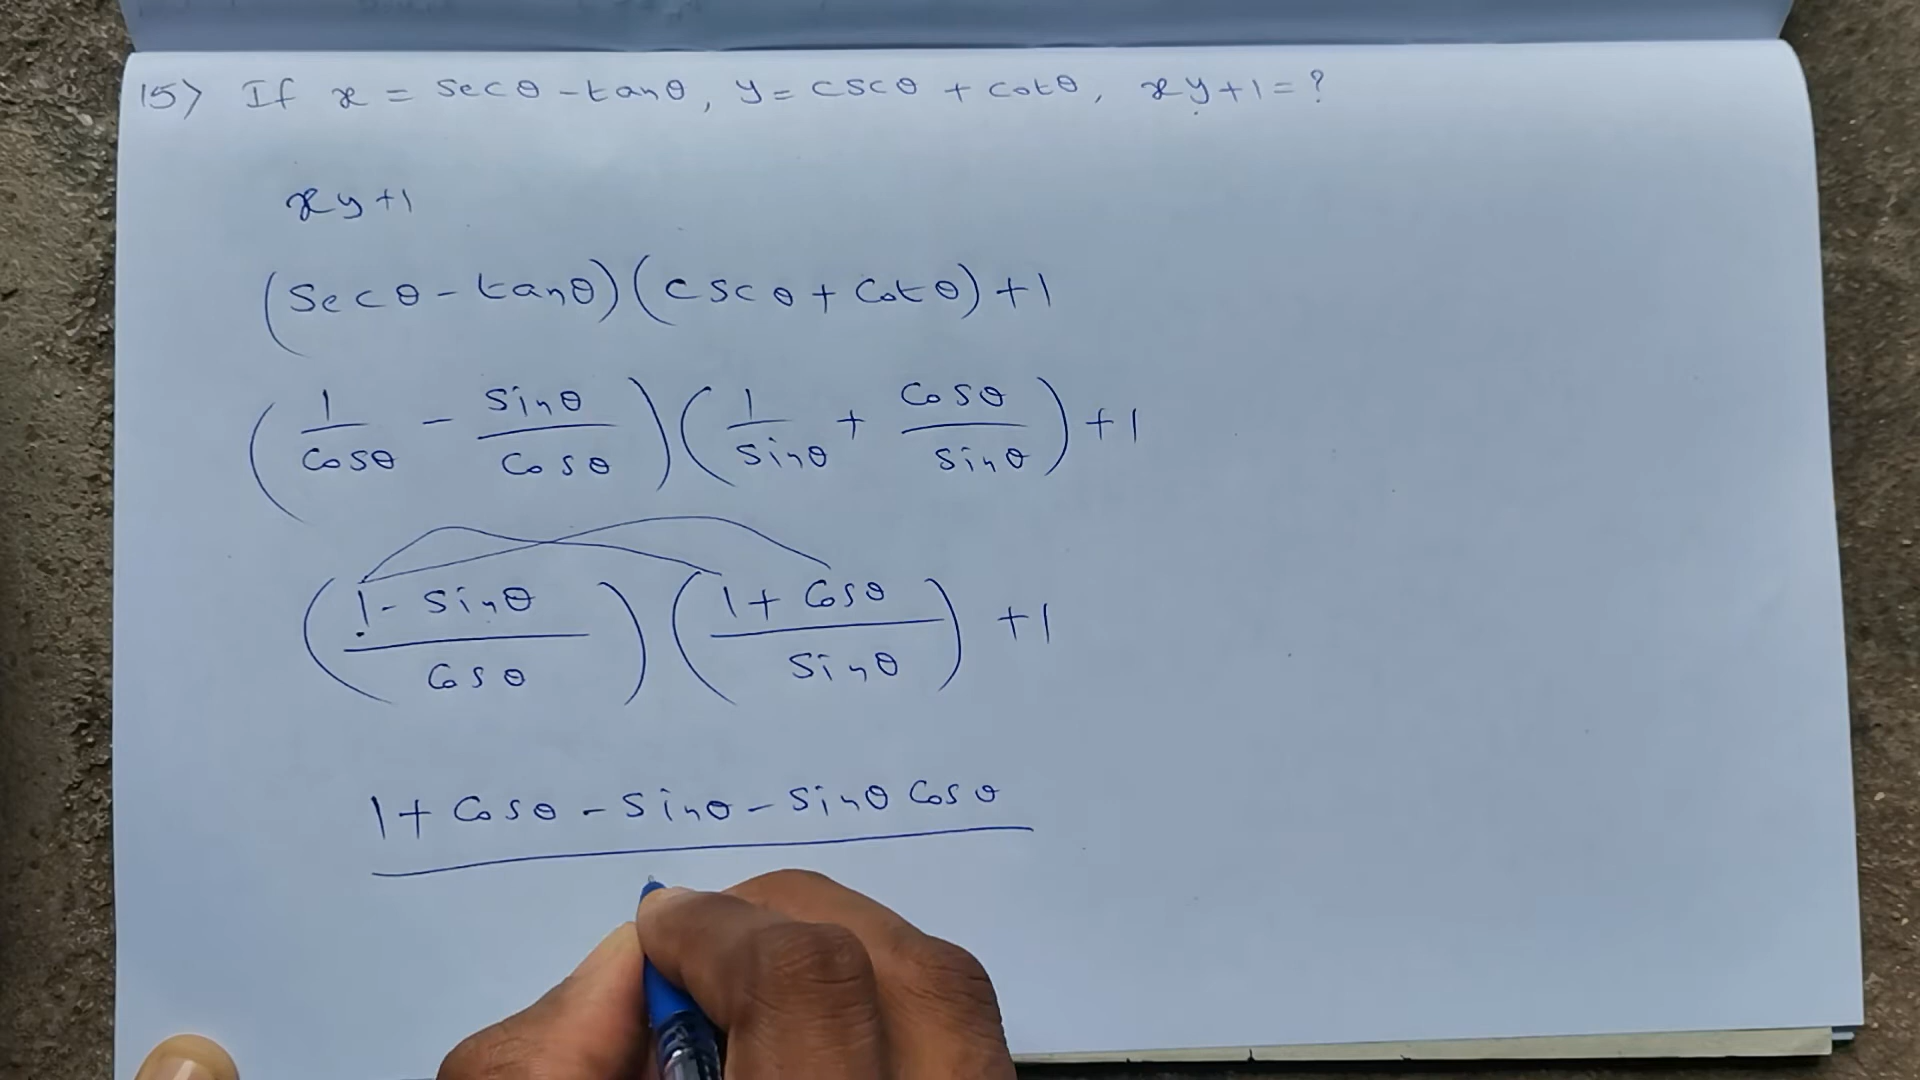 15) If x = secθ - tanθ, y = cscθ + cotθ, xy+1 = ?
xy+1
(secθ - tanθ)(cscθ + cotθ) + 1
(1/cosθ - sinθ/cosθ)(1/sinθ + cosθ/sinθ) + 1
(1 - sinθ/cosθ)(1 + cosθ/sinθ) + 1
1 + cosθ - sinθ - sinθ cosθ